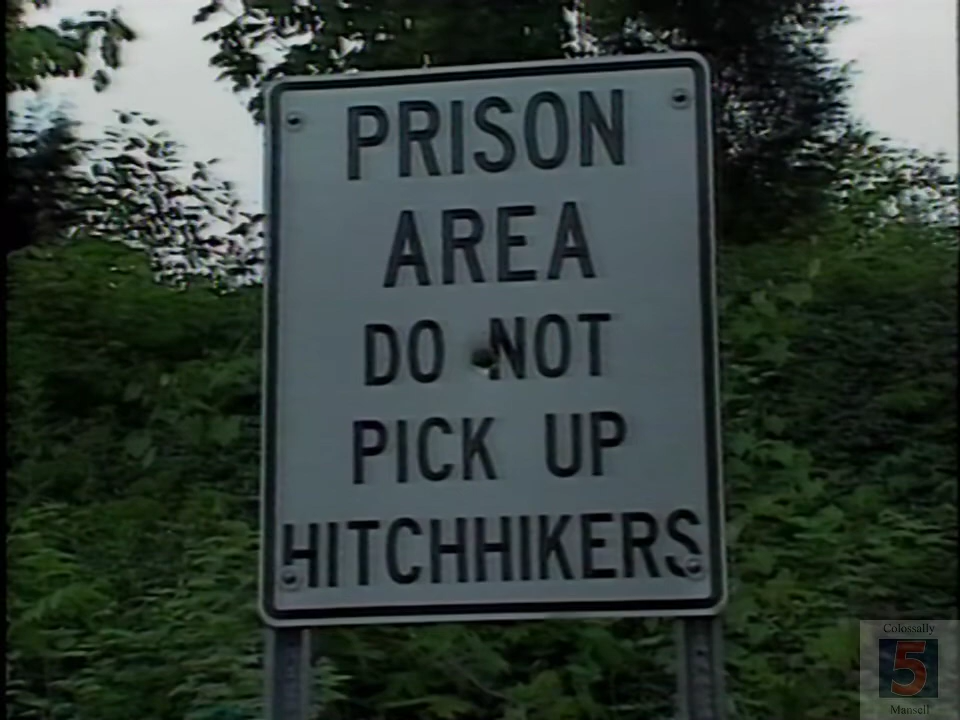 PRISON
AREA
DO NOT
PICK UP
HITCHHIKERS
Colossally
5
Mansell